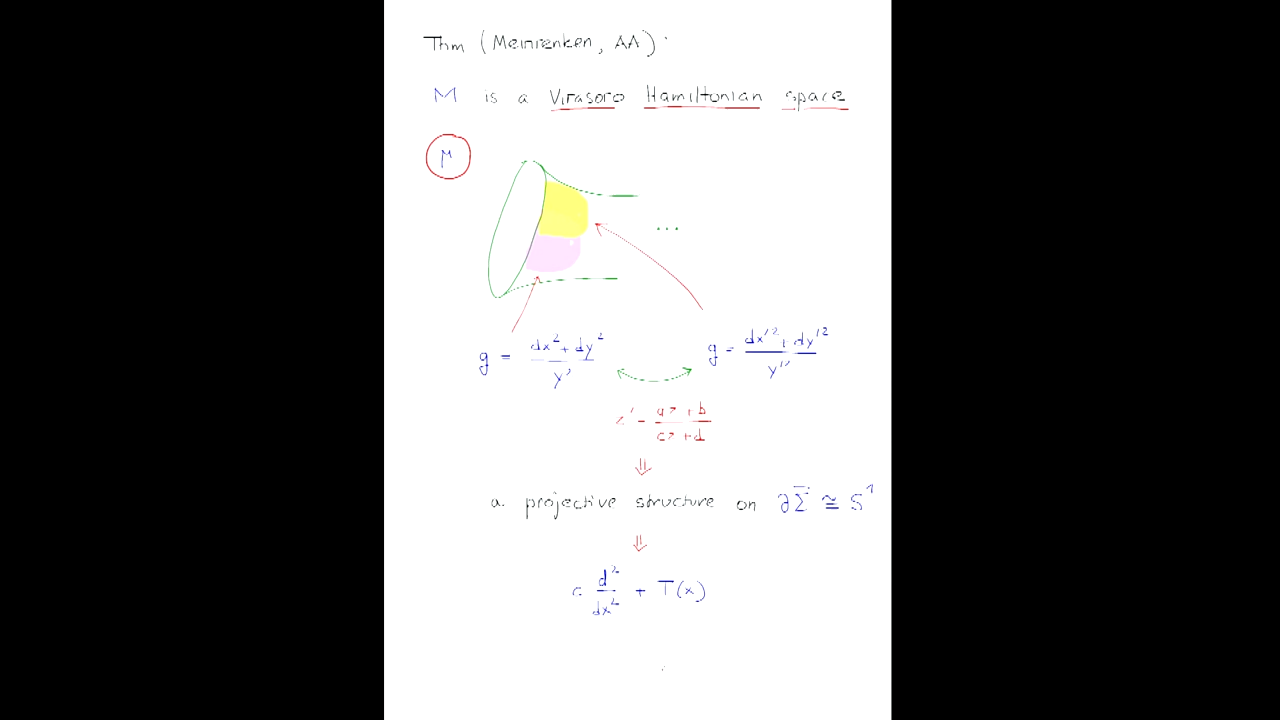 Thm (Meinrenken, AA)
M is a Virasoro Hamiltonian space
μ
...
g = dx² + dy² / y² g = dx'² + dy'² / y'²
z' = az + b / cz + d
⇓
a projective structure on ∂Σ ≅ S¹
⇓
c d²/dx² + T(x)